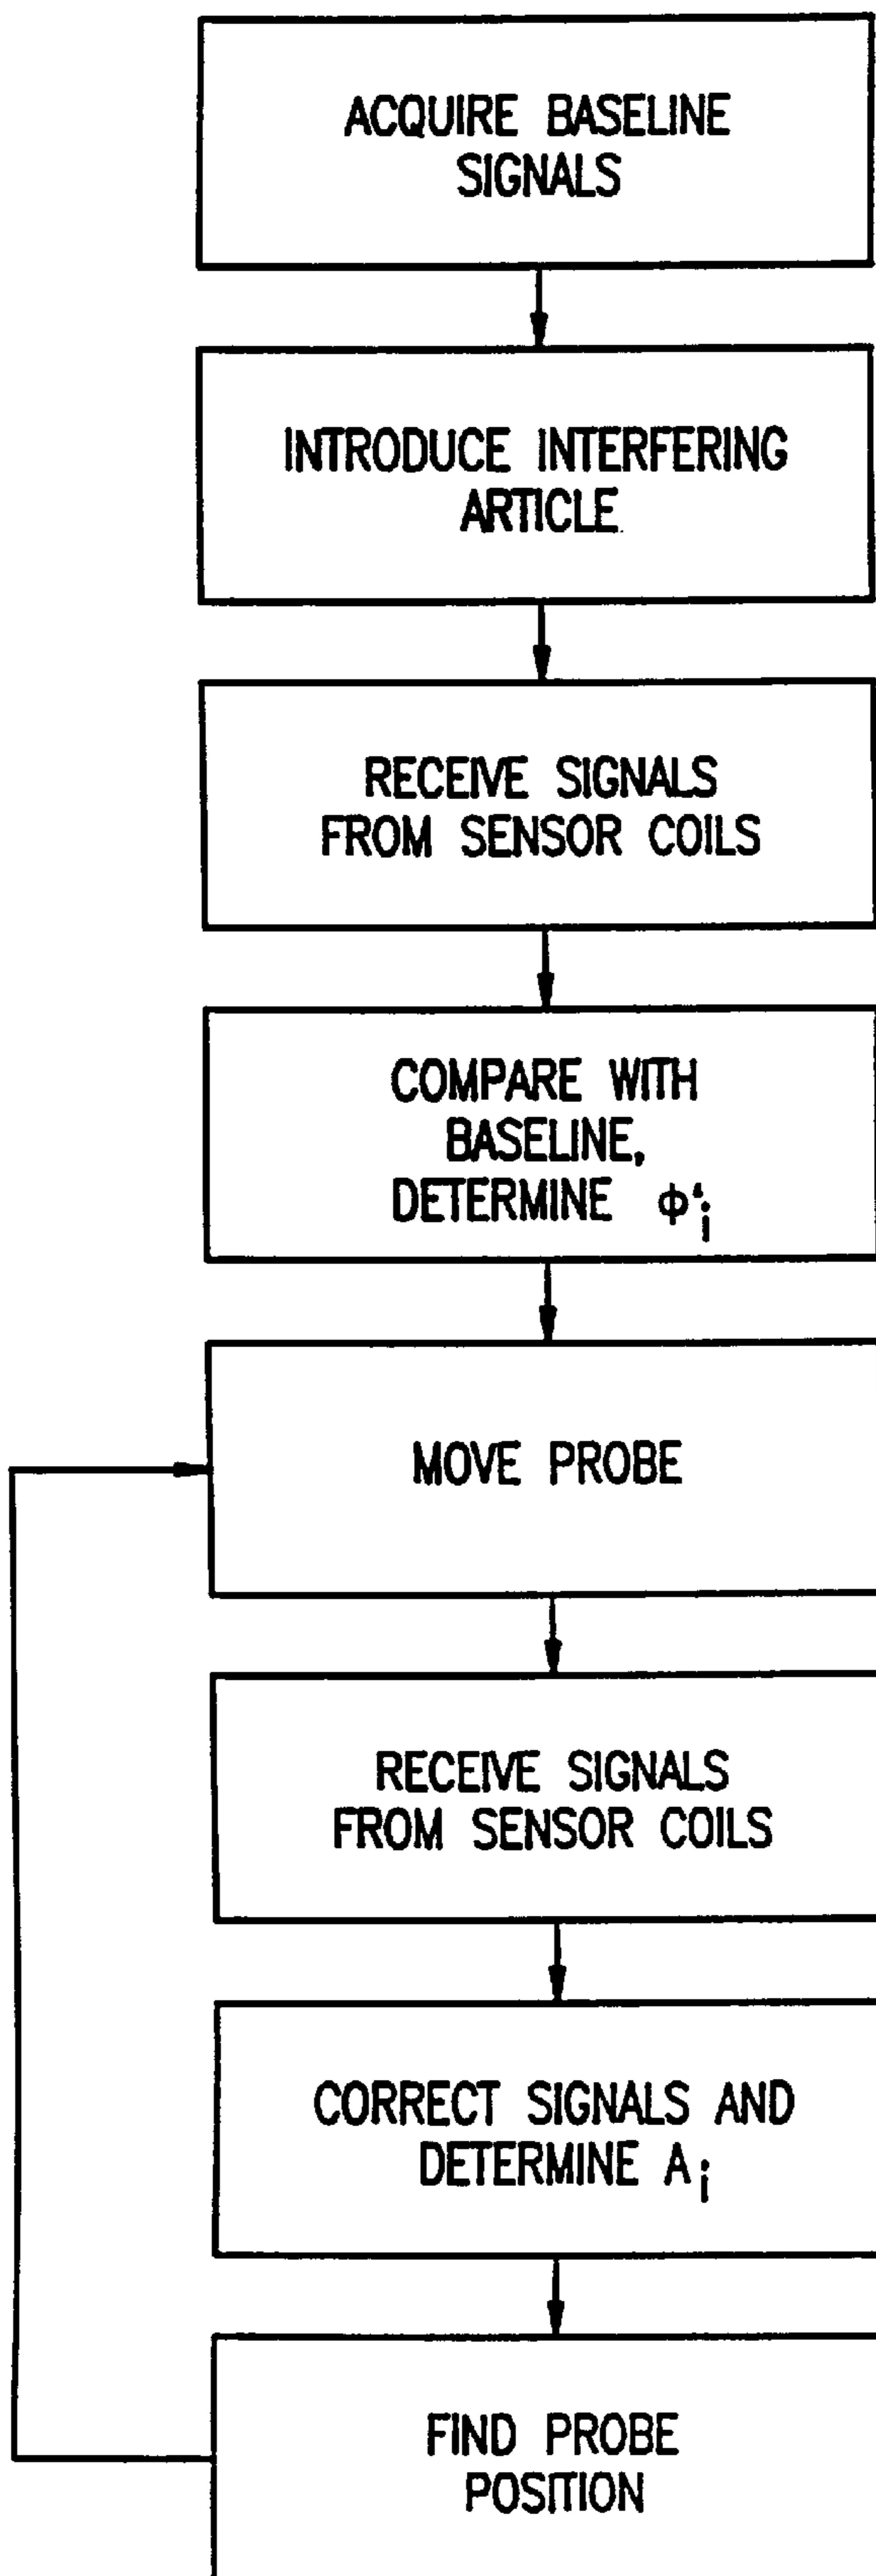 ACQUIRE BASELINE
SIGNALS
INTRODUCE INTERFERING
ARTICLE
RECEIVE SIGNALS
FROM SENSOR COILS
COMPARE WITH
BASELINE,
DETERMINE ϕ'i
MOVE PROBE
RECEIVE SIGNALS
FROM SENSOR COILS
CORRECT SIGNALS AND
DETERMINE Ai
FIND PROBE
POSITION